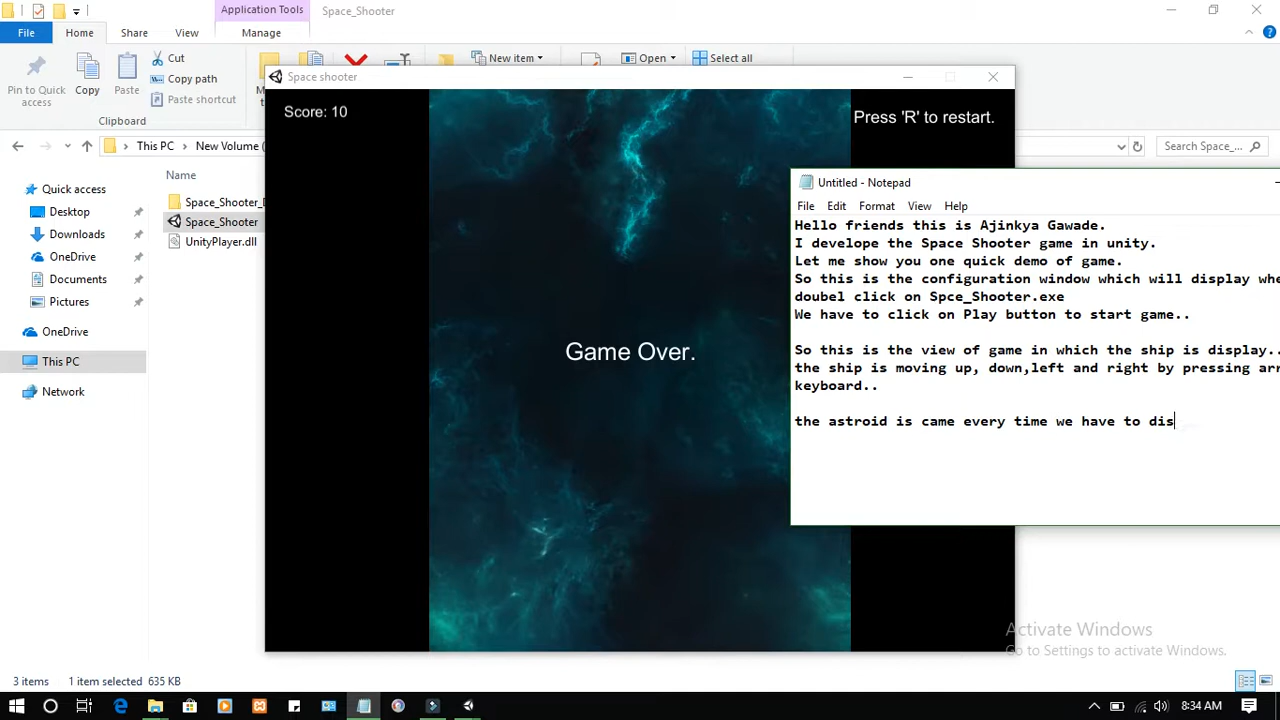 Application Tools
Space_Shooter
File
Home
Share
View
Manage
Pin to Quick access
Copy
Paste
Cut
Copy path
Paste shortcut
Clipboard
New item
Open
Select all
This PC
New Volume (
Search Space_...
Quick access
Desktop
Downloads
OneDrive
Documents
Pictures
OneDrive
This PC
Network
Name
Space_Shooter_
Space_Shooter
UnityPlayer.dll
Space shooter
Score: 10
Press 'R' to restart.
Game Over.
Untitled - Notepad
File Edit Format View Help
Hello friends this is Ajinkya Gawade.
I develope the Space Shooter game in unity.
Let me show you one quick demo of game.
So this is the configuration window which will display whe
doubel click on Spce_Shooter.exe
We have to click on Play button to start game..
So this is the view of game in which the ship is display..
the ship is moving up, down,left and right by pressing arr
keyboard..
the astroid is came every time we have to dis
Activate Windows
Go to Settings to activate Windows.
3 items
1 item selected 635 KB
8:34 AM